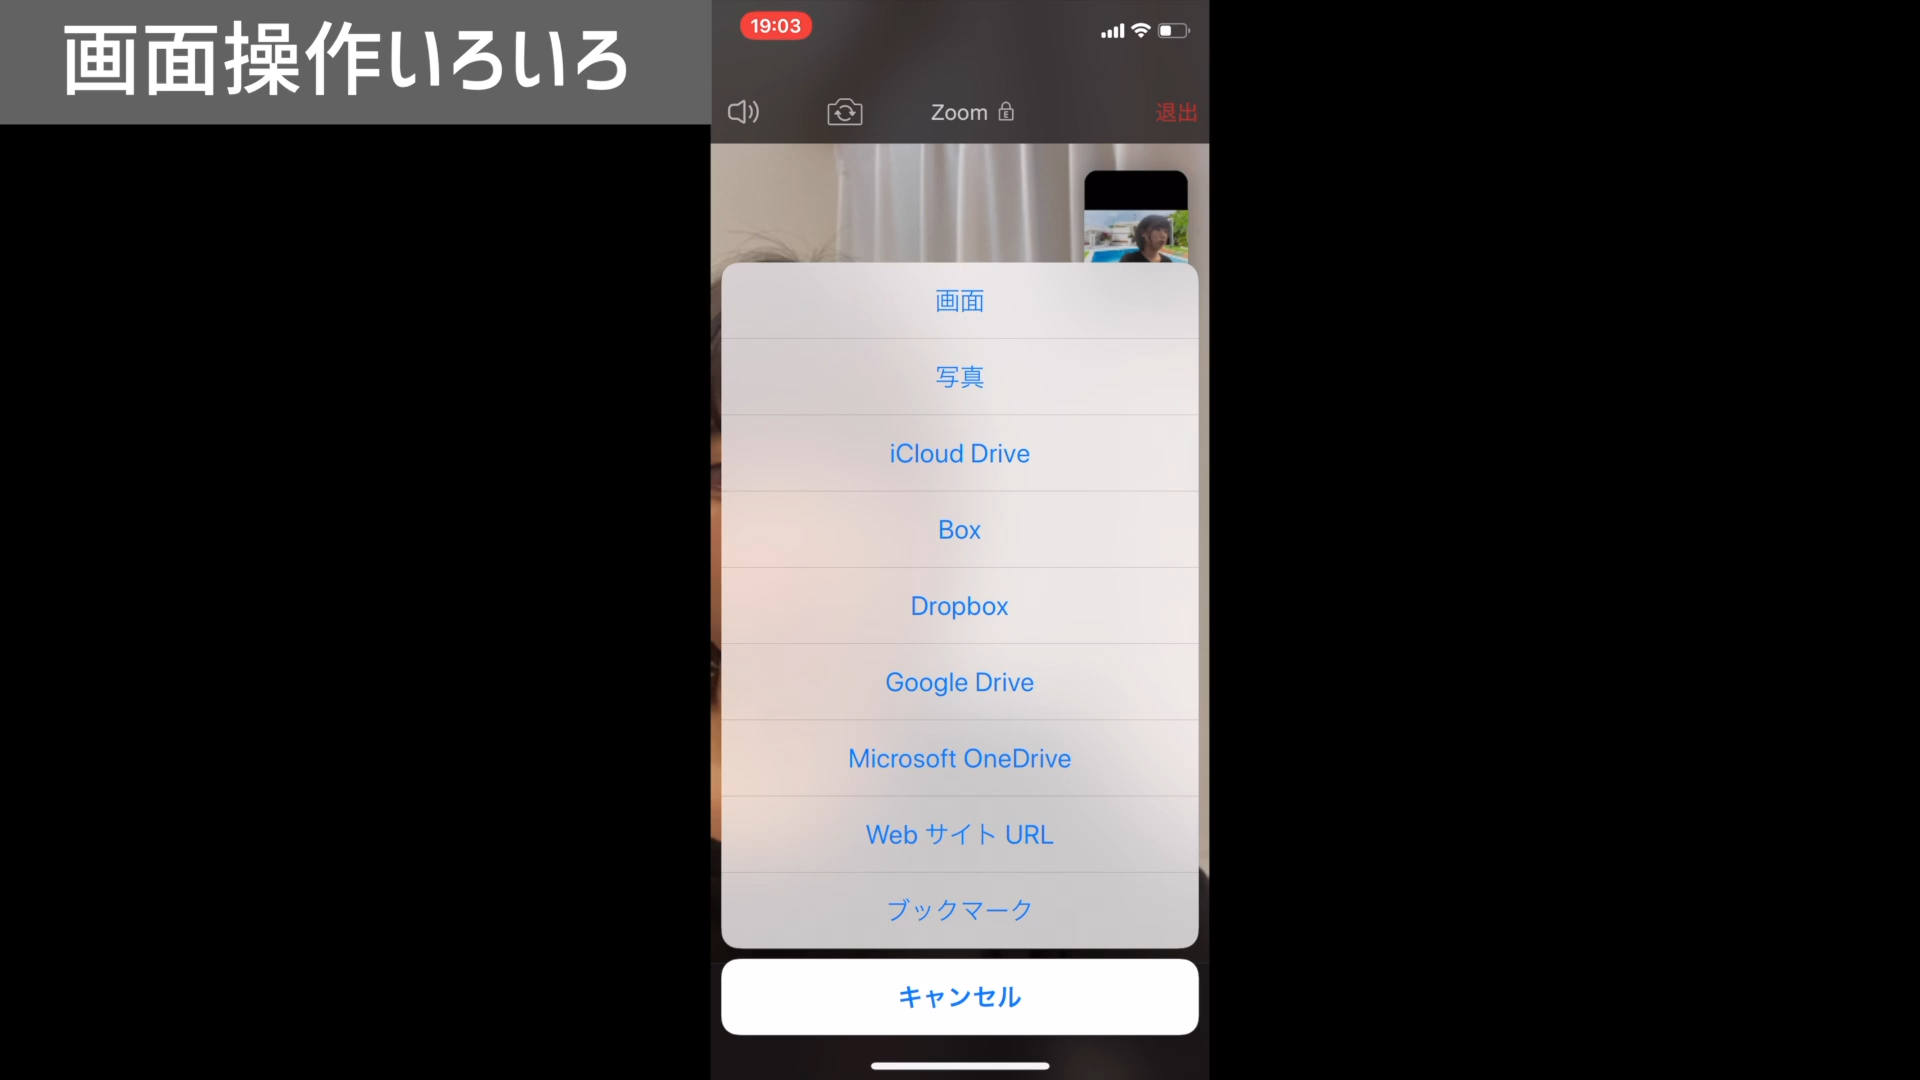 画面操作いろいろ
19:03
Zoom
退出
画面
写真
iCloud Drive
Box
Dropbox
Google Drive
Microsoft OneDrive
Web サイト URL
ブックマーク
キャンセル